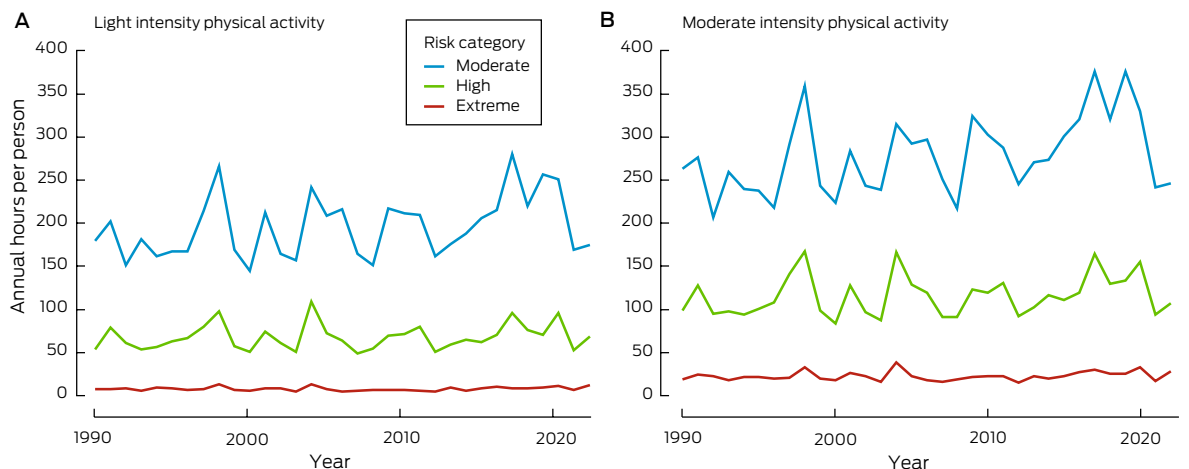 A
Light intensity physical activity
Annual hours per person
400
350
300
250
200
150
100
50
0
1990
2000
2010
2020
Year
Risk category
Moderate
High
Extreme
B
Moderate intensity physical activity
400
350
300
250
200
150
100
50
0
1990
2000
2010
2020
Year